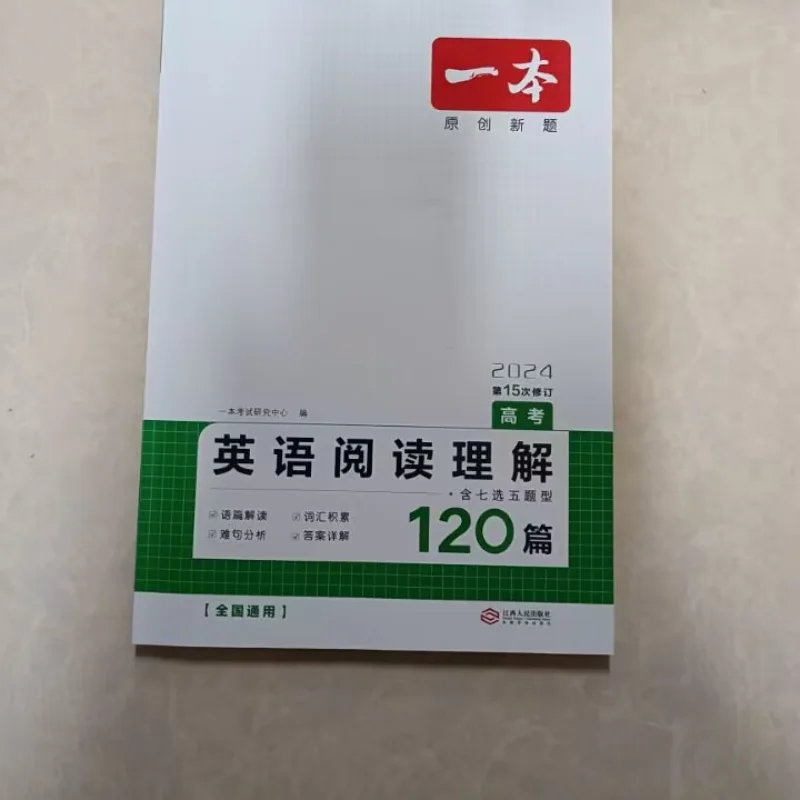 一本
原创新题
2024
第15次修订
高考
一本考试研究中心 编
英语阅读理解
·含七选五题型
语篇解读 词汇积累
难句分析 答案详解
120篇
【全国通用】
江西人民出版社